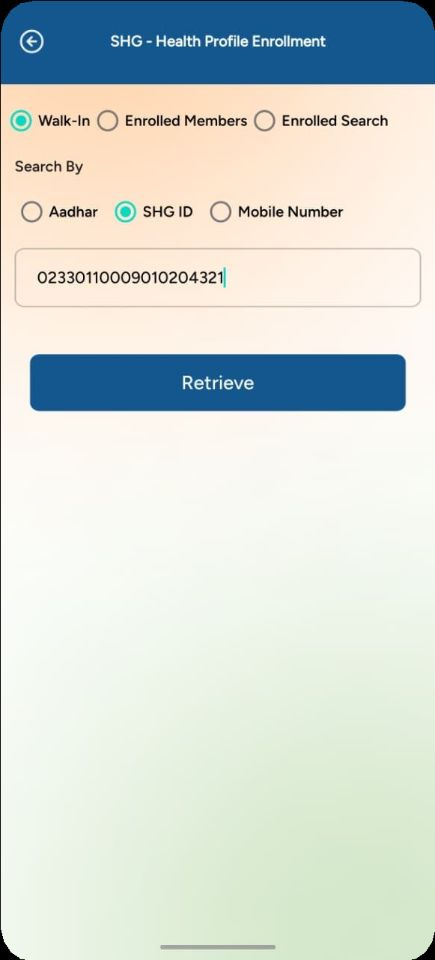 SHG - Health Profile Enrollment
Walk-In Enrolled Members Enrolled Search
Search By
Aadhar SHG ID Mobile Number
02330110009010204321
Retrieve